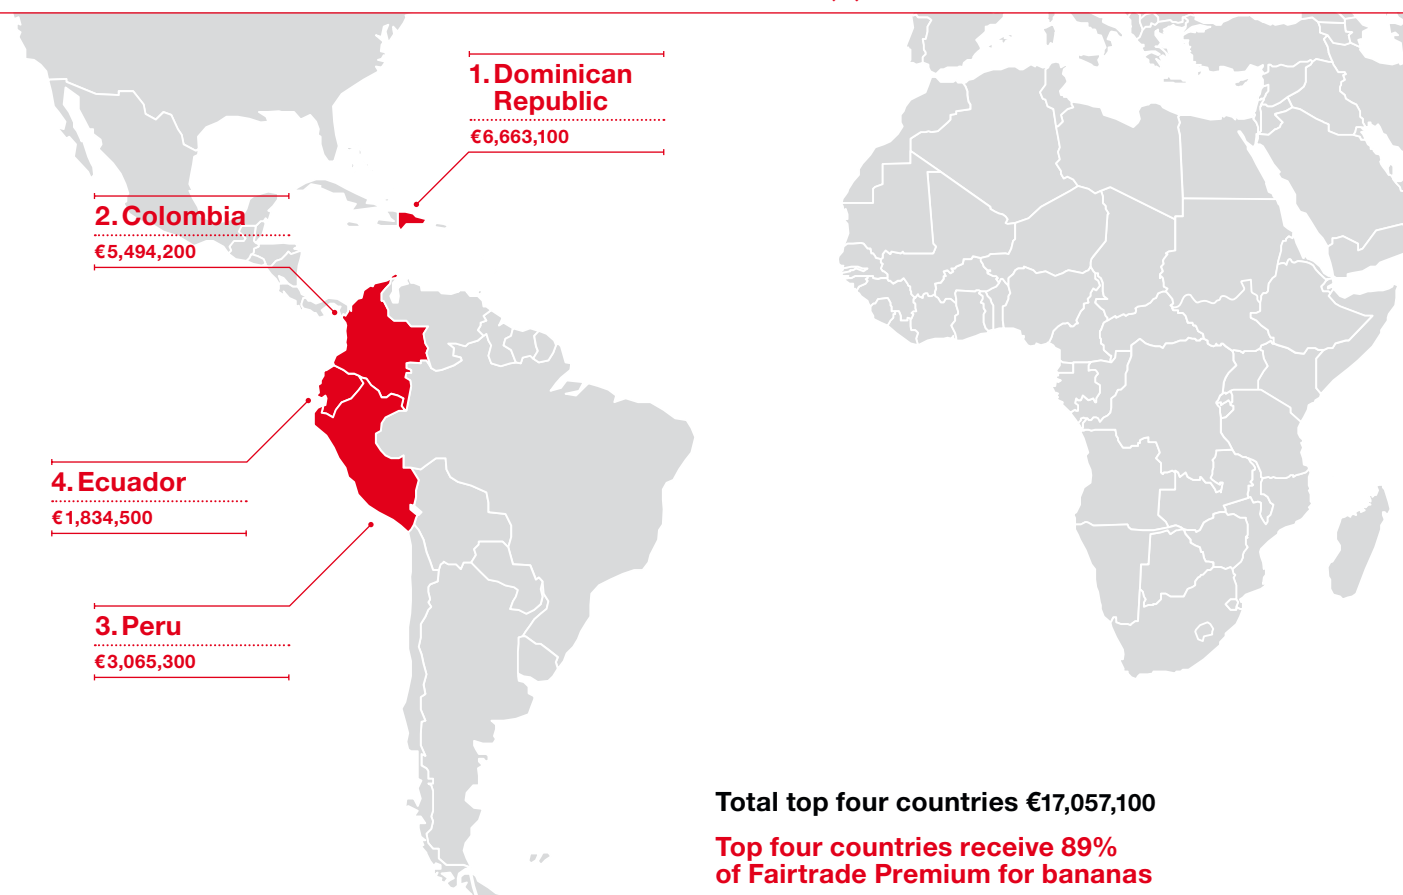 1. Dominican
Republic
€6,663,100
2. Colombia
€5,494,200
4. Ecuador
€1,834,500
3. Peru
€3,065,300
Total top four countries €17,057,100
Top four countries receive 89%
of Fairtrade Premium for bananas